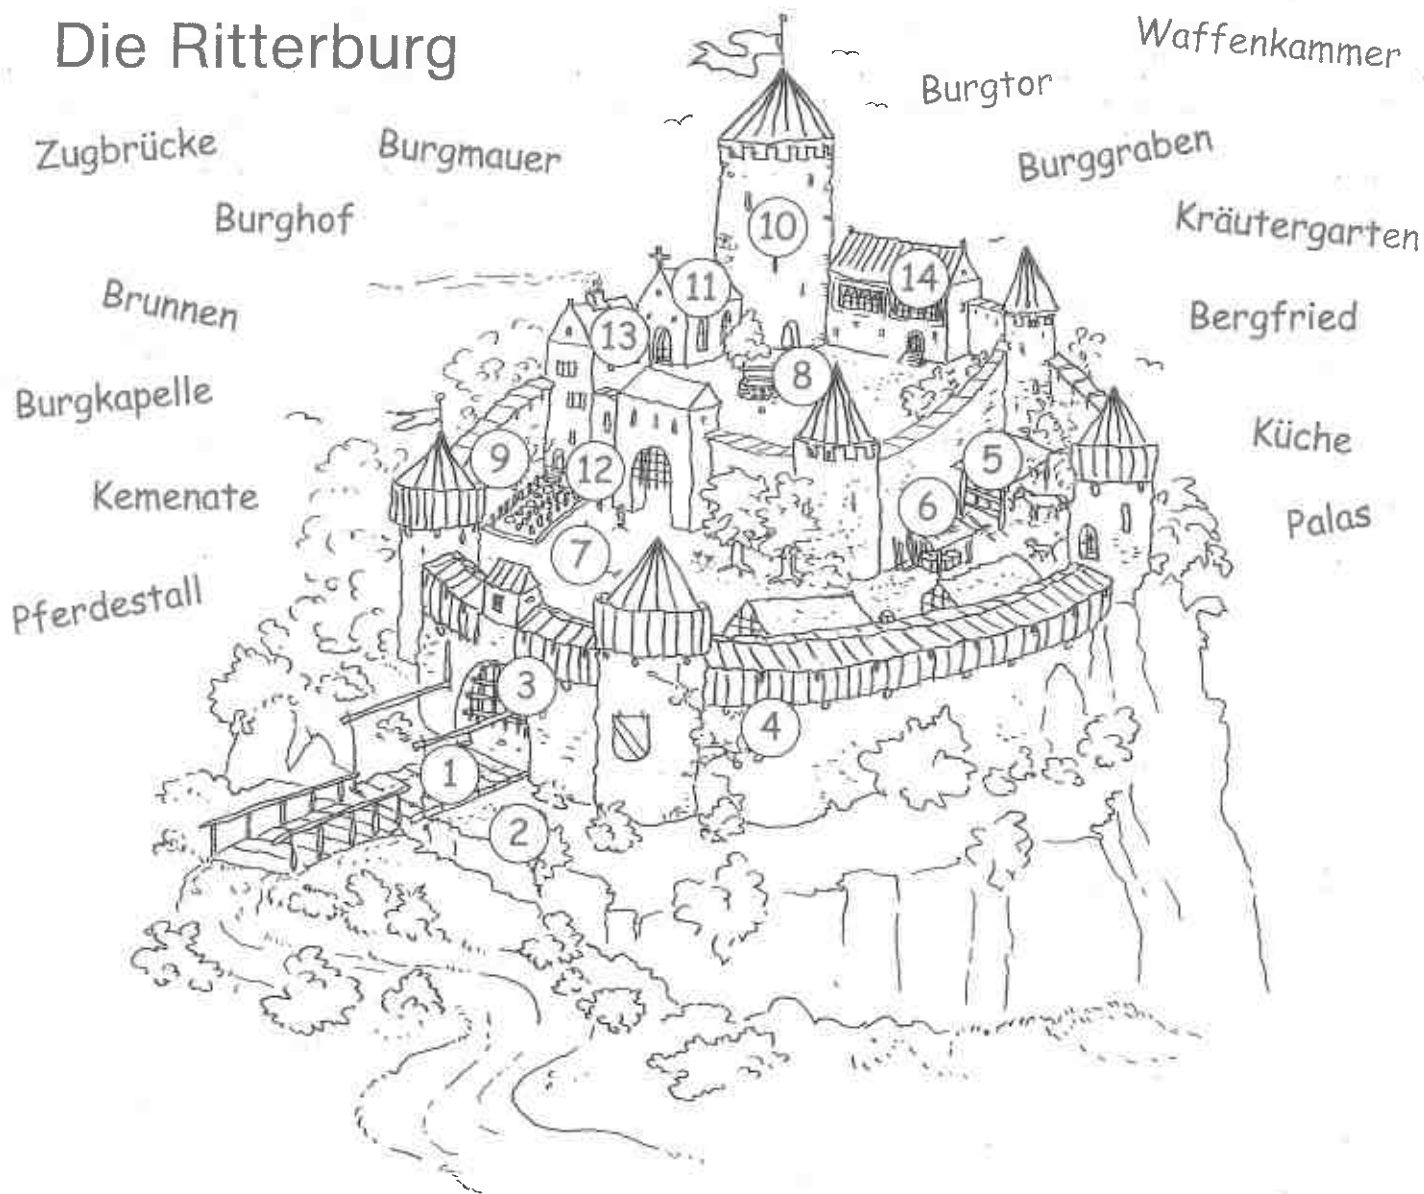 Die Ritterburg
Waffenkammer
Burgtor
Zugbrücke
Burgmauer
Burggraben
Burghof
Kräutergarten
Brunnen
Bergfried
Burgkapelle
Küche
Kemenate
Palas
Pferdestall
10
11
14
13
8
9
12
5
6
7
3
4
1
2